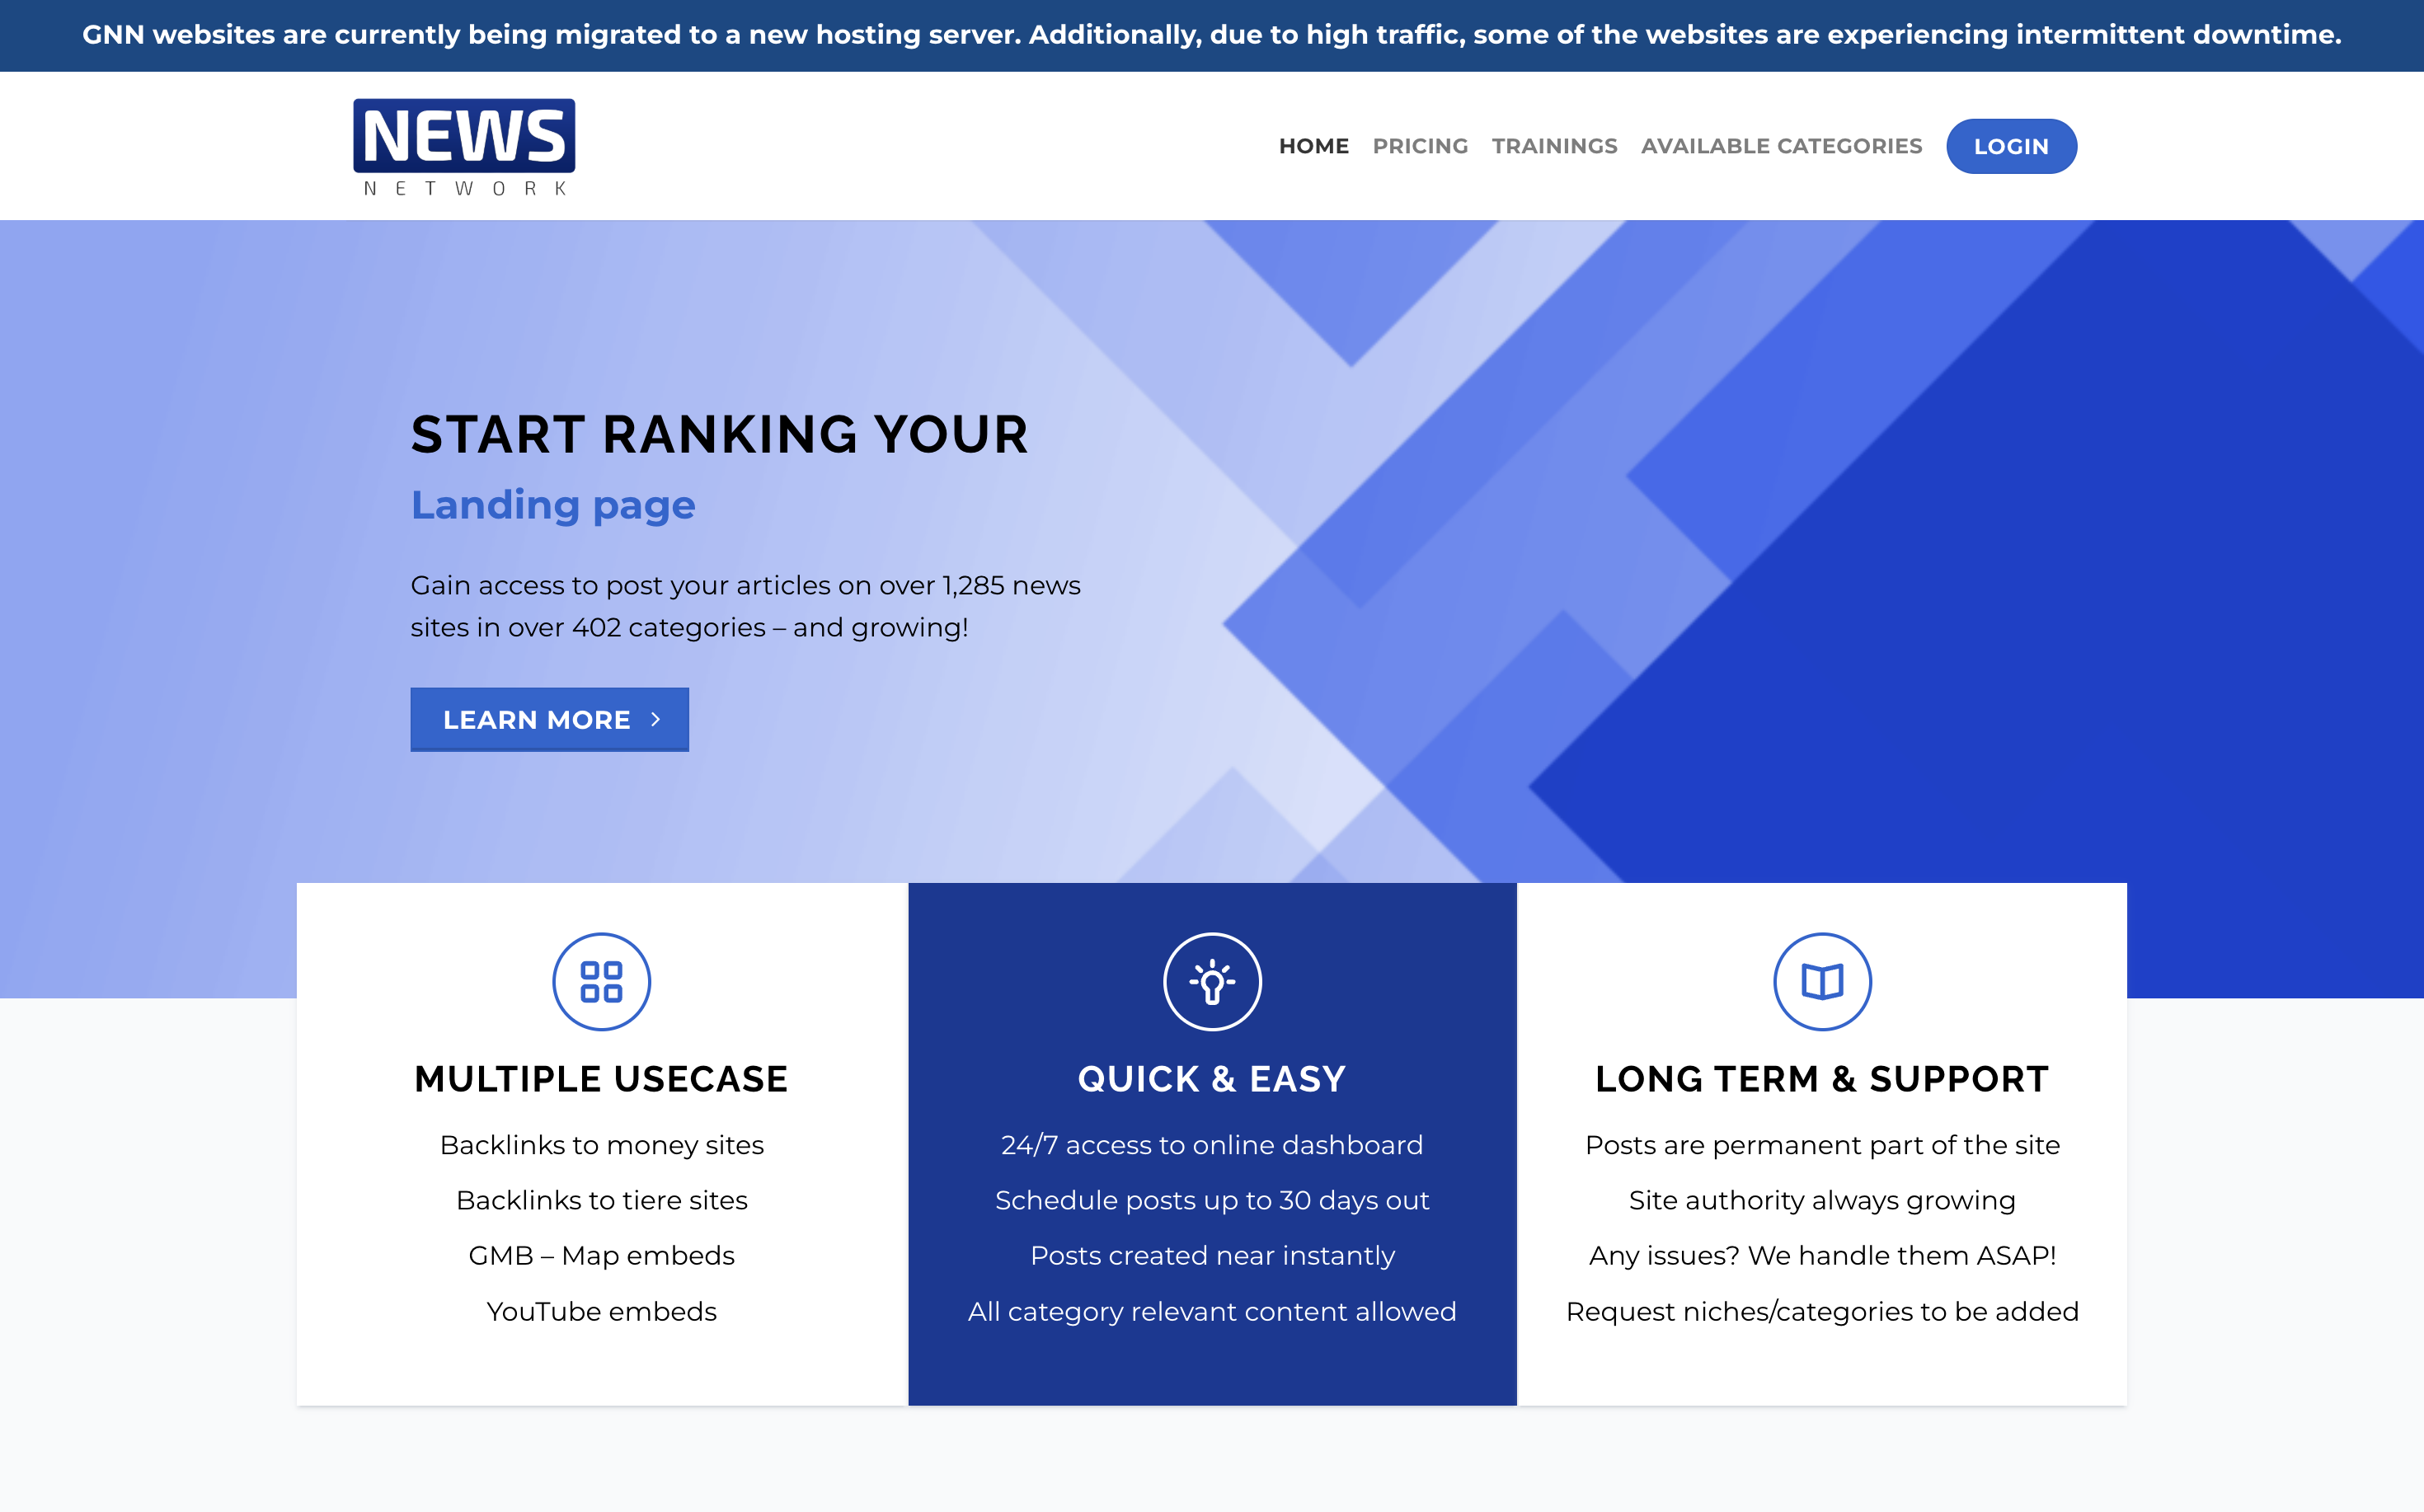 GNN websites are currently being migrated to a new hosting server. Additionally, due to high traffic, some of the websites are experiencing intermittent downtime.
NEWS
NETWORK
HOME
PRICING
TRAININGS
AVAILABLE CATEGORIES
LOGIN
START RANKING YOUR
Landing page
Gain access to post your articles on over 1,285 news
sites in over 402 categories – and growing!
LEARN MORE
MULTIPLE USECASE
Backlinks to money sites
Backlinks to tiere sites
GMB – Map embeds
YouTube embeds
QUICK & EASY
24/7 access to online dashboard
Schedule posts up to 30 days out
Posts created near instantly
All category relevant content allowed
LONG TERM & SUPPORT
Posts are permanent part of the site
Site authority always growing
Any issues? We handle them ASAP!
Request niches/categories to be added